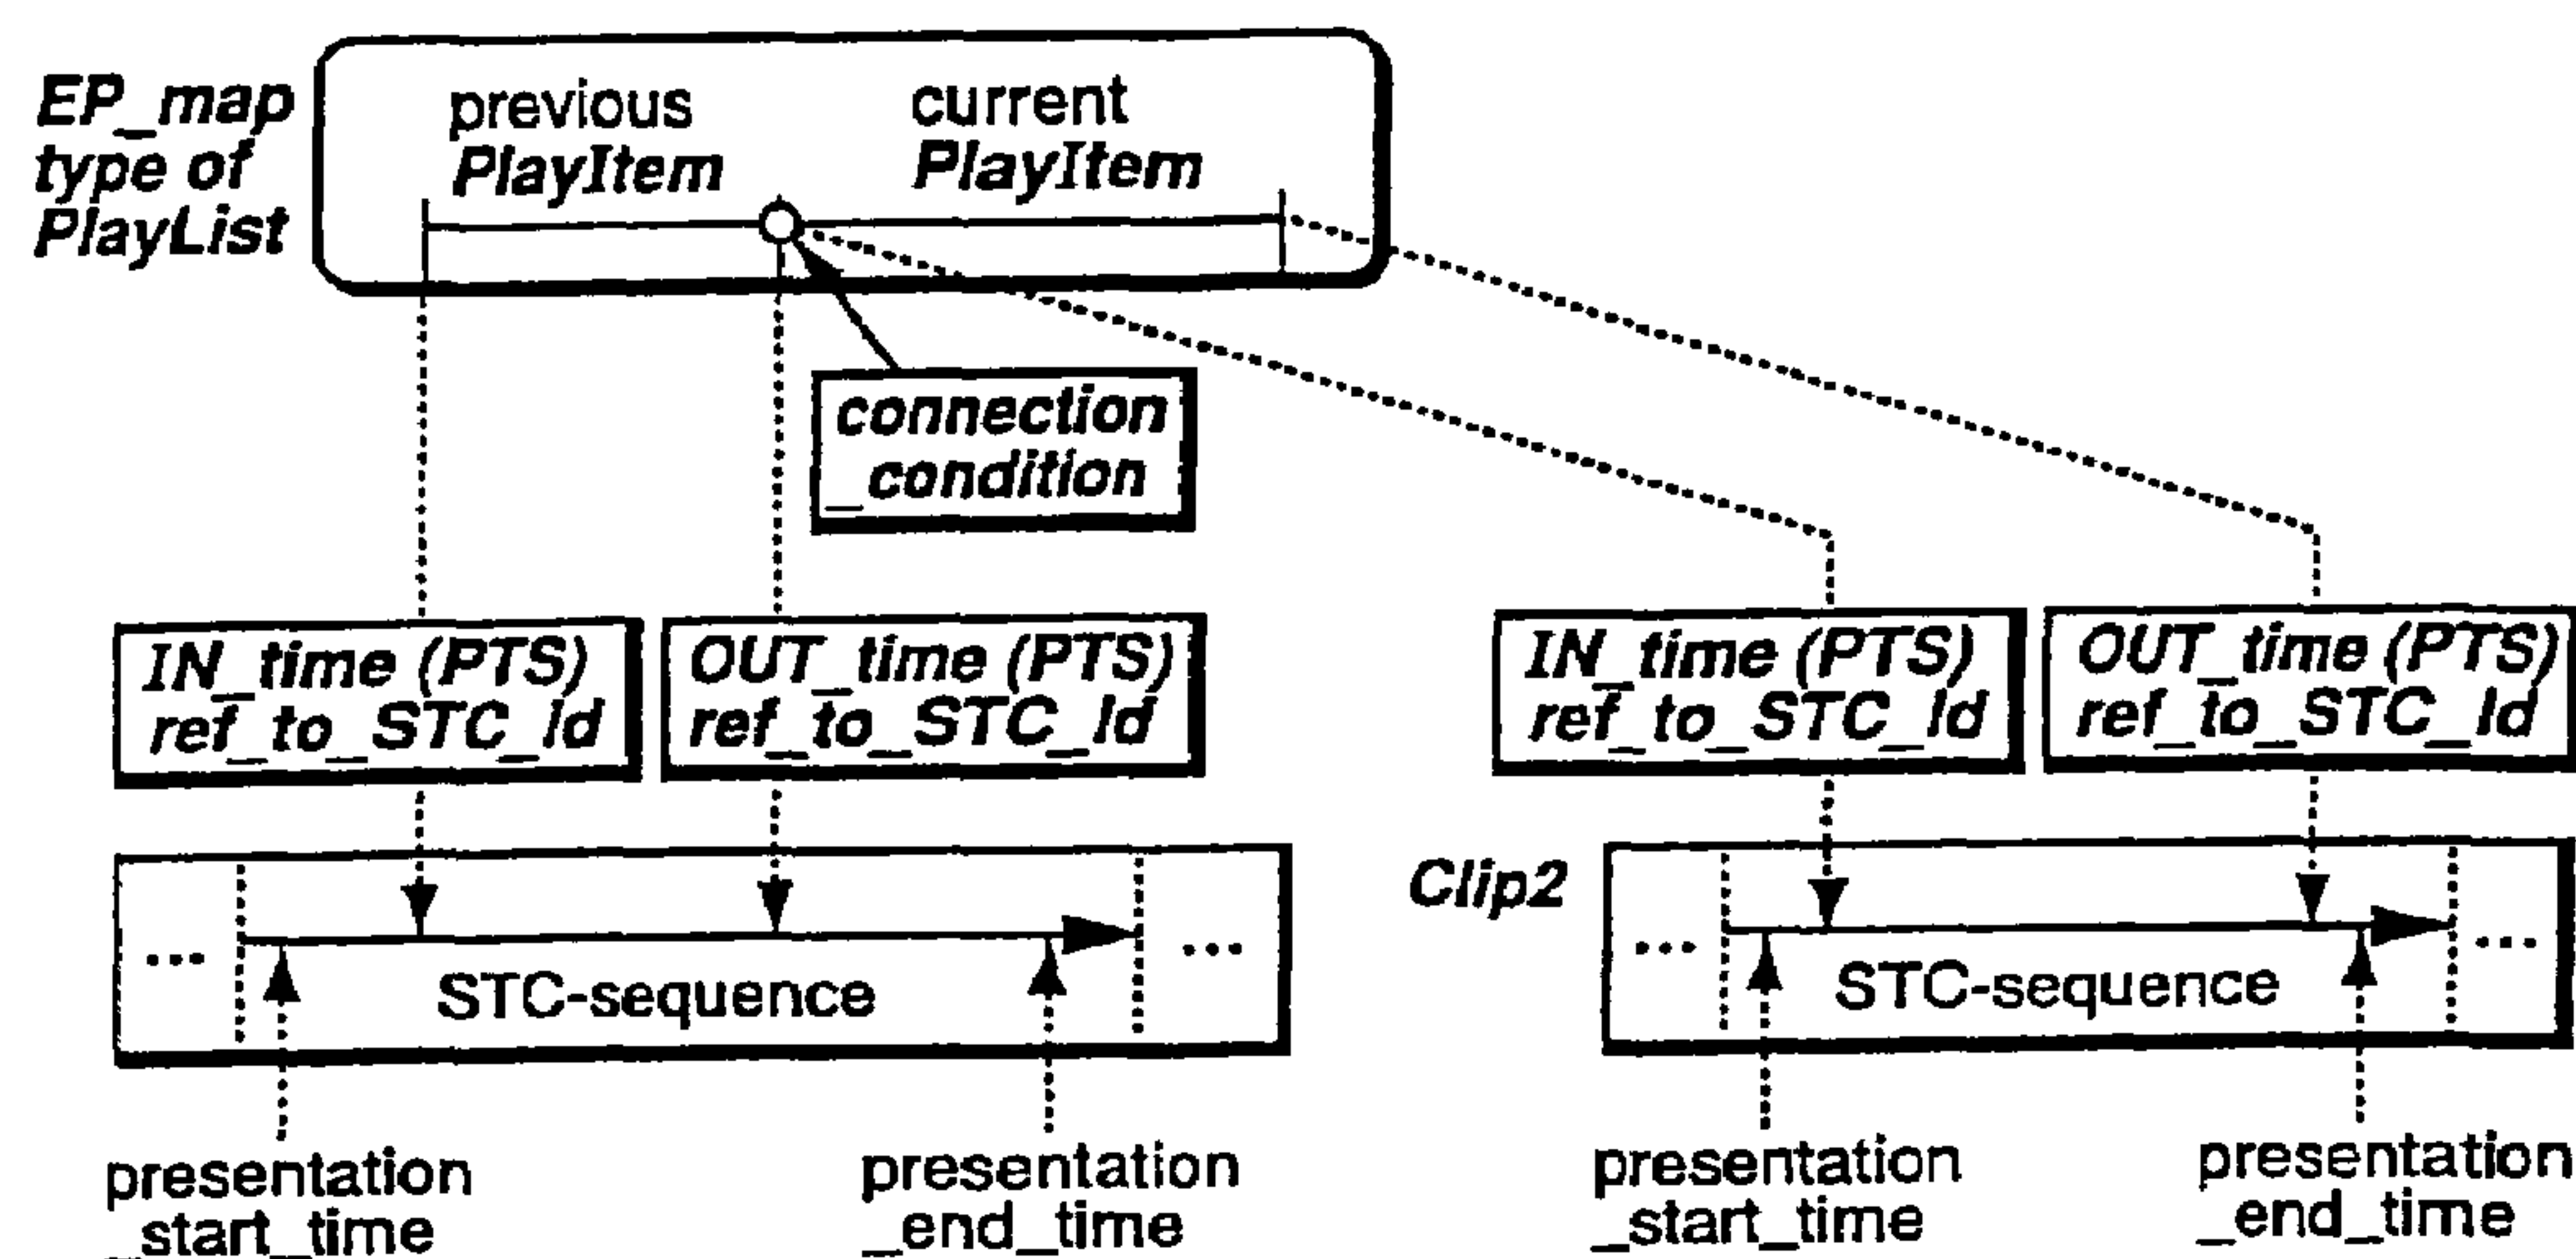 EP_map
type of
PlayList
previous
PlayItem
current
PlayItem
connection
_condition
IN_time (PTS)
ref_to_STC_Id
OUT_time (PTS)
ref_to_STC_Id
IN_time (PTS)
ref_to_STC_Id
OUT_time (PTS)
ref_to_STC_Id
...
STC-sequence
...
Clip2
...
STC-sequence
...
presentation
_start_time
presentation
_end_time
presentation
_start_time
presentation
_end_time